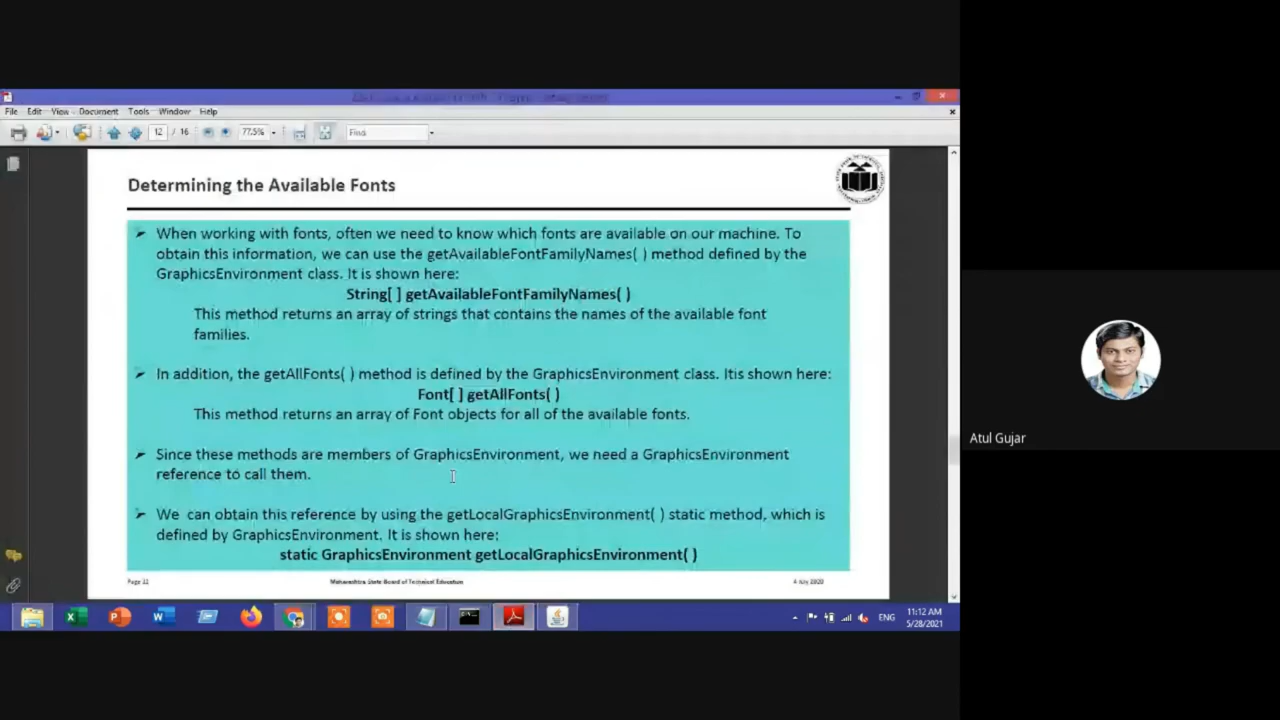 File Edit View Document Tools Window Help
12 / 16 77.5% Find
Determining the Available Fonts
When working with fonts, often we need to know which fonts are available on our machine. To
obtain this information, we can use the getAvailableFontFamilyNames( ) method defined by the
GraphicsEnvironment class. It is shown here:
String[ ] getAvailableFontFamilyNames( )
This method returns an array of strings that contains the names of the available font
families.
In addition, the getAllFonts( ) method is defined by the GraphicsEnvironment class. Itis shown here:
Font[ ] getAllFonts( )
This method returns an array of Font objects for all of the available fonts.
Since these methods are members of GraphicsEnvironment, we need a GraphicsEnvironment
reference to call them.
We can obtain this reference by using the getLocalGraphicsEnvironment( ) static method, which is
defined by GraphicsEnvironment. It is shown here:
static GraphicsEnvironment getLocalGraphicsEnvironment( )
Page 12 Maharashtra State Board of Technical Education 4 July 2020
ENG 11:12 AM
5/28/2021
Atul Gujar